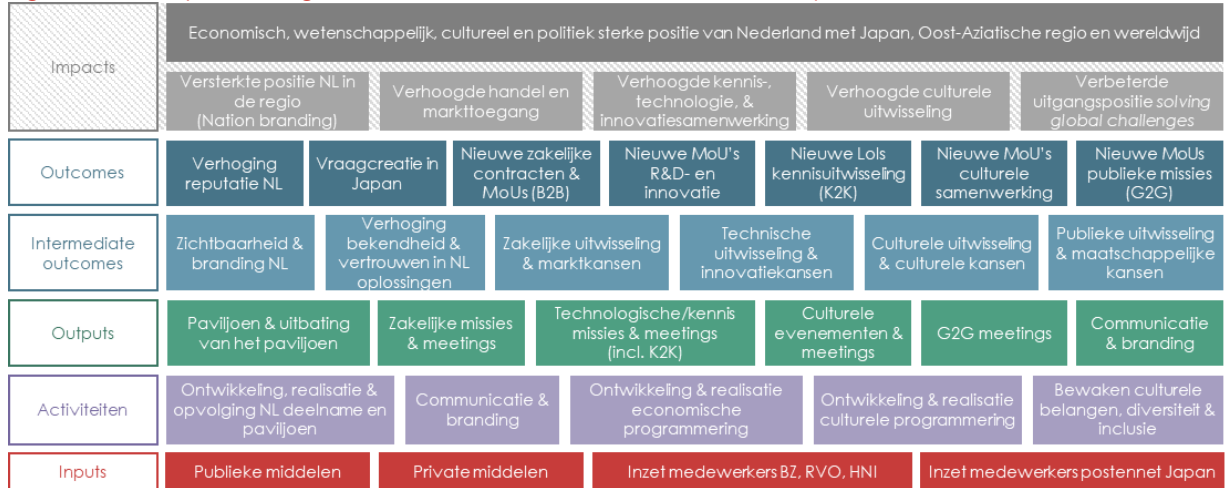 Economisch, wetenschappelijk, cultureel en politiek sterke positie van Nederland met Japan, Oost-Aziatische regio en wereldwijd
Impacts
Versterkte positie NL in
de regio
(Nation branding)
Verhoogde handel en
markttoegang
Verhoogde kennis-,
technologie, &
innovatiesamenwerking
Verhoogde culturele
uitwisseling
Verbeterde
uitgangspositie solving
global challenges
Outcomes
Verhoging
reputatie NL
Vraagcreatie in
Japan
Nieuwe zakelijke
contracten &
MoUs (B2B)
Nieuwe MoU's
R&D- en
innovatie
Nieuwe LoIs
kennisuitwisseling
(K2K)
Nieuwe MoU's
culturele
samenwerking
Nieuwe MoUs
publieke missies
(G2G)
Intermediate
outcomes
Zichtbaarheid &
branding NL
Verhoging
bekendheid &
vertrouwen in NL
oplossingen
Zakelijke uitwisseling
& marktkansen
Technische
uitwisseling &
innovatiekansen
Culturele uitwisseling
& culturele kansen
Publieke uitwisseling
& maatschappelijke
kansen
Outputs
Paviljoen & uitbating
van het paviljoen
Zakelijke missies
& meetings
Technologische/kennis
missies & meetings
(incl. K2K)
Culturele
evenementen &
meetings
G2G meetings
Communicatie
& branding
Activiteiten
Ontwikkeling, realisatie &
opvolging NL deelname en
paviljoen
Communicatie &
branding
Ontwikkeling & realisatie
economische
programmering
Ontwikkeling & realisatie
culturele programmering
Bewaken culturele
belangen, diversiteit &
inclusie
Inputs
Publieke middelen
Private middelen
Inzet medewerkers BZ, RVO, HNI
Inzet medewerkers postennet Japan